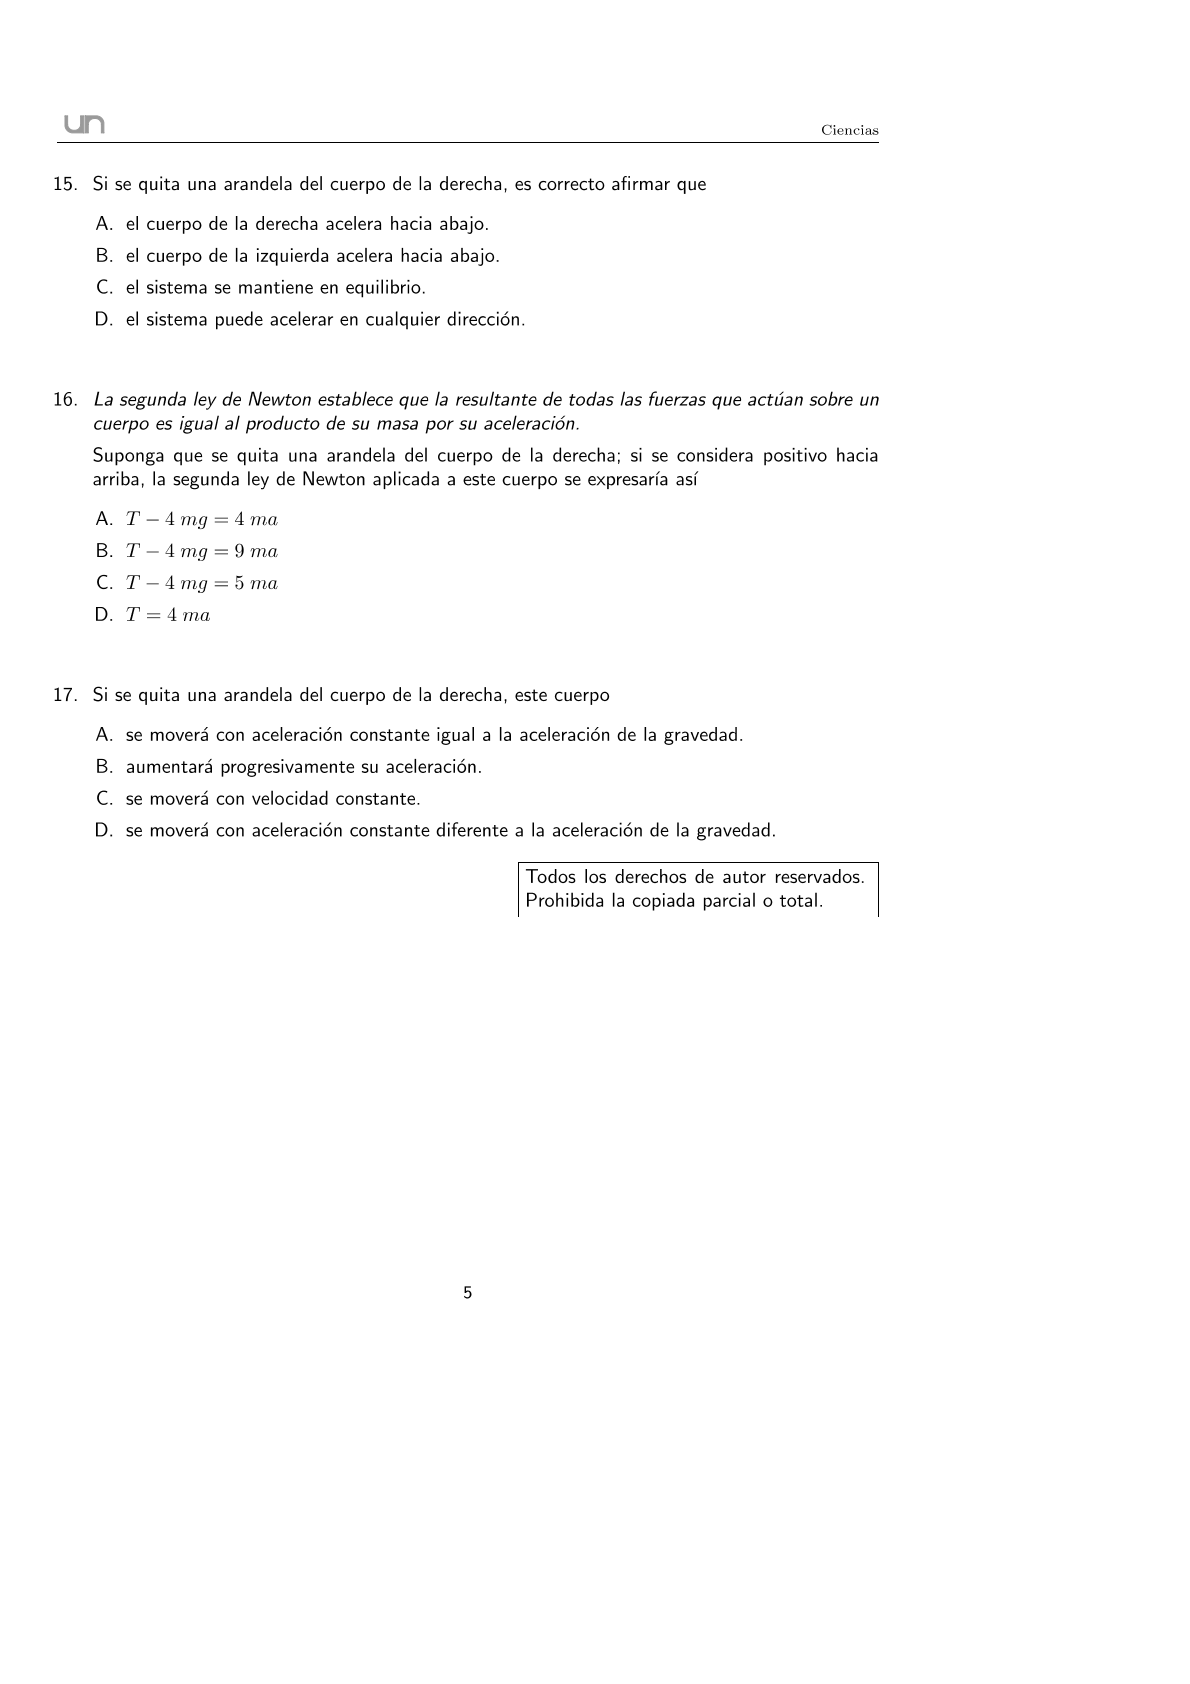 un
Ciencias
15. Si se quita una arandela del cuerpo de la derecha, es correcto afirmar que
A. el cuerpo de la derecha acelera hacia abajo.
B. el cuerpo de la izquierda acelera hacia abajo.
C. el sistema se mantiene en equilibrio.
D. el sistema puede acelerar en cualquier dirección.
16. La segunda ley de Newton establece que la resultante de todas las fuerzas que actúan sobre un
cuerpo es igual al producto de su masa por su aceleración.
Suponga que se quita una arandela del cuerpo de la derecha; si se considera positivo hacia
arriba, la segunda ley de Newton aplicada a este cuerpo se expresaría así
A. T − 4 mg = 4 ma
B. T − 4 mg = 9 ma
C. T − 4 mg = 5 ma
D. T = 4 ma
17. Si se quita una arandela del cuerpo de la derecha, este cuerpo
A. se moverá con aceleración constante igual a la aceleración de la gravedad.
B. aumentará progresivamente su aceleración.
C. se moverá con velocidad constante.
D. se moverá con aceleración constante diferente a la aceleración de la gravedad.
Todos los derechos de autor reservados.
Prohibida la copiada parcial o total.
5